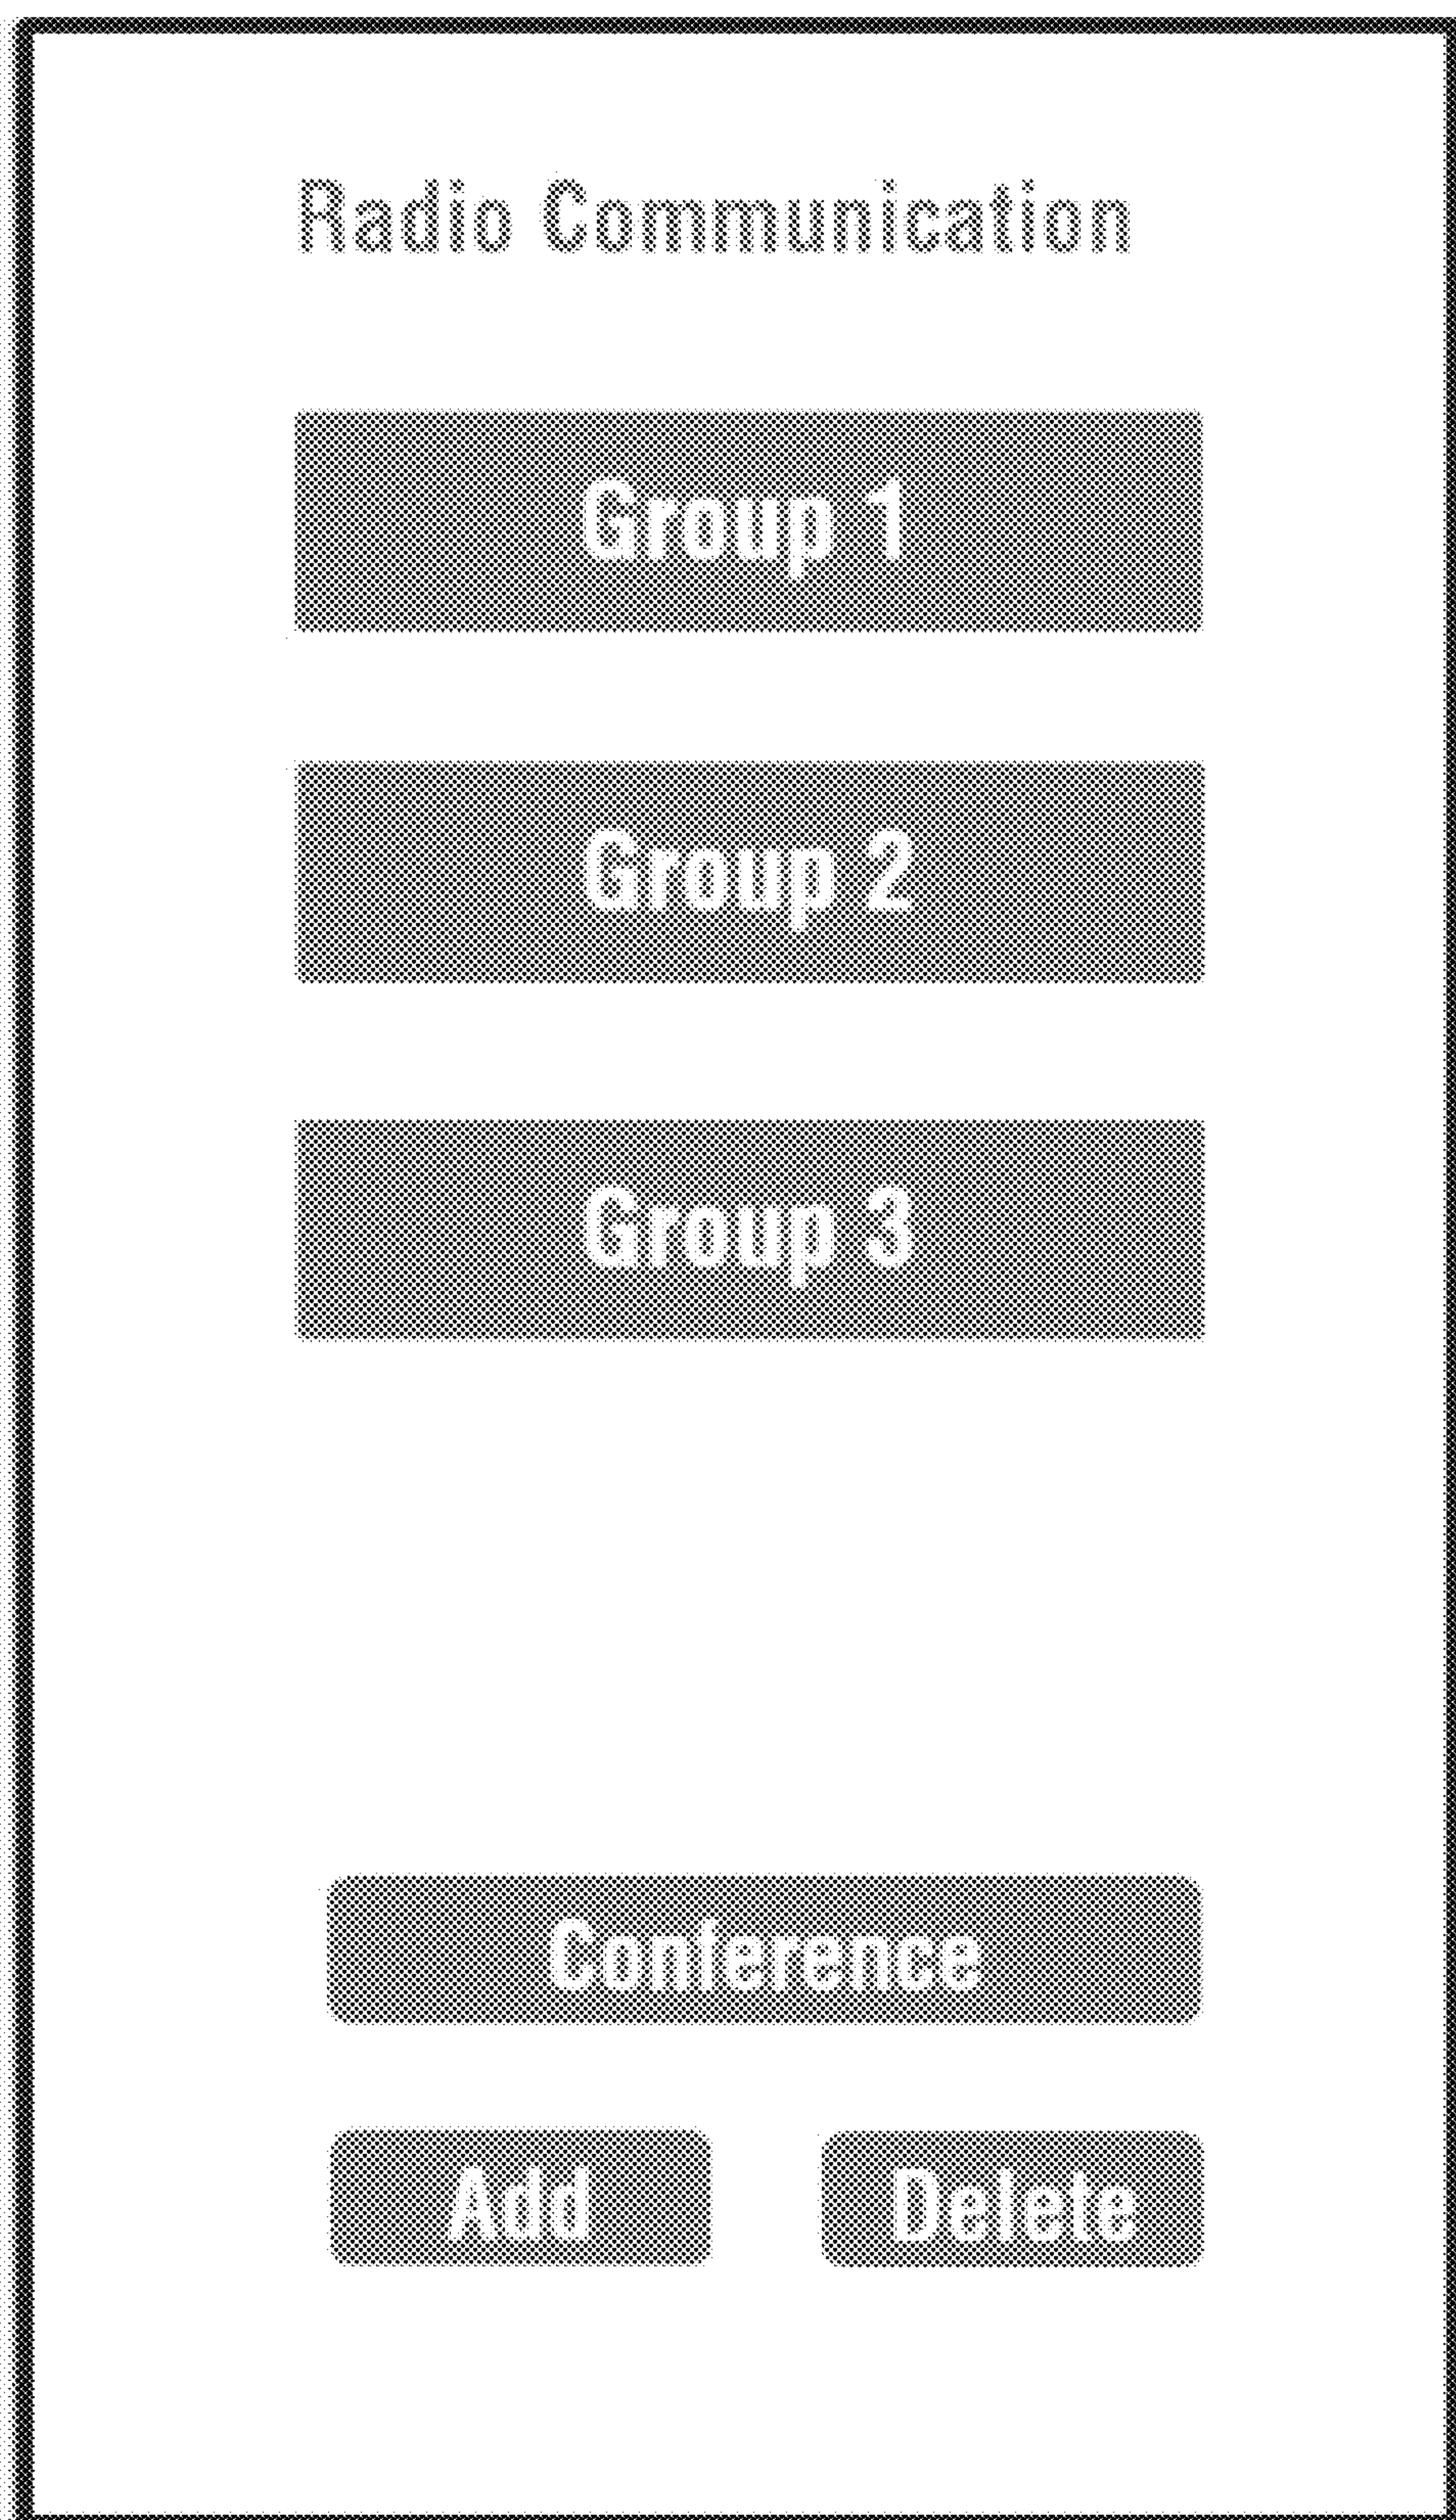 Radio Communication
Group 1
Group 2
Group 3
Conference
Add Delete